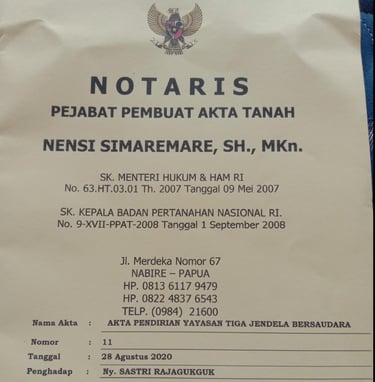 NOTARIS
PEJABAT PEMBUAT AKTA TANAH
NENSI SIMAREMARE, SH., MKn.
SK. MENTERI HUKUM & HAM RI
No. 63.HT.03.01 Th. 2007 Tanggal 09 Mei 2007
SK. KEPALA BADAN PERTANAHAN NASIONAL RI.
No. 9-XVII-PPAT-2008 Tanggal 1 September 2008
Jl. Merdeka Nomor 67
NABIRE – PAPUA
HP. 0813 6117 9479
HP. 0822 4837 6543
TELP. (0984) 21600
Nama Akta : AKTA PENDIRIAN YAYASAN TIGA JENDELA BERSAUDARA
Nomor : 11
Tanggal : 28 Agustus 2020
Penghadap : Ny. SASTRI RAJAGUKGUK